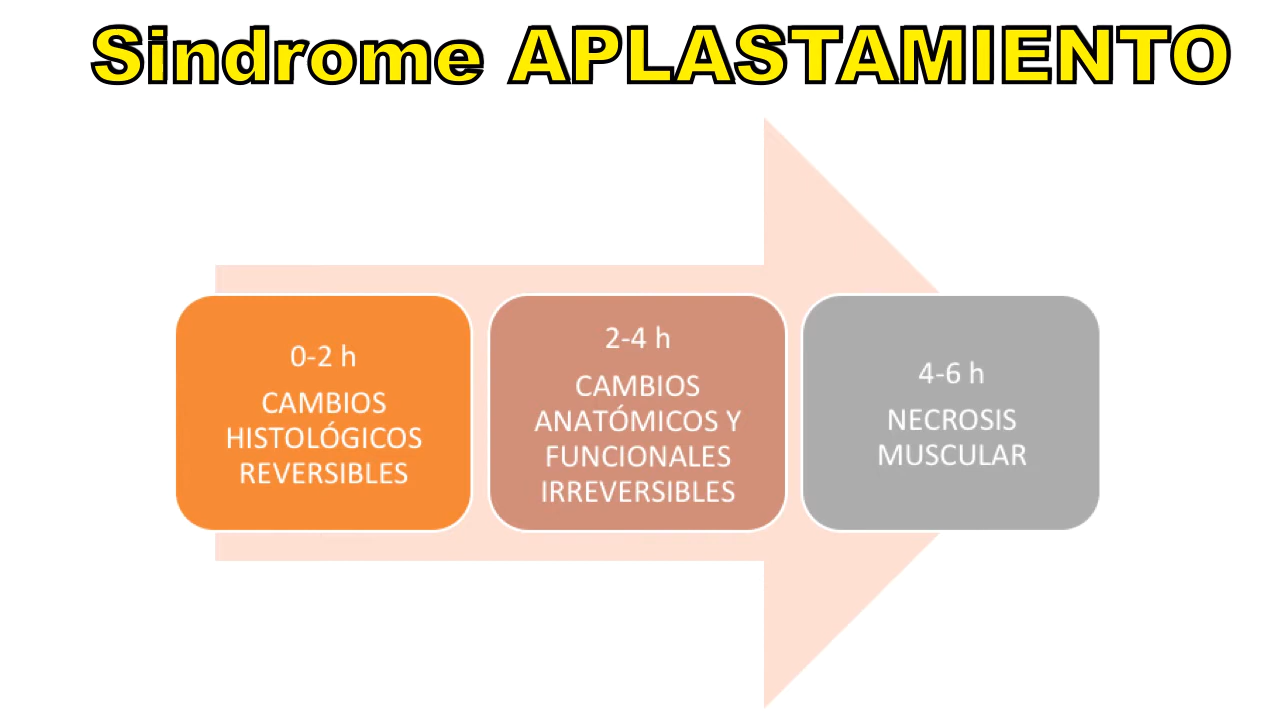 Sindrome APLASTAMIENTO
0-2 h
CAMBIOS
HISTOLÓGICOS
REVERSIBLES
2-4 h
CAMBIOS
ANATÓMICOS Y
FUNCIONALES
IRREVERSIBLES
4-6 h
NECROSIS
MUSCULAR